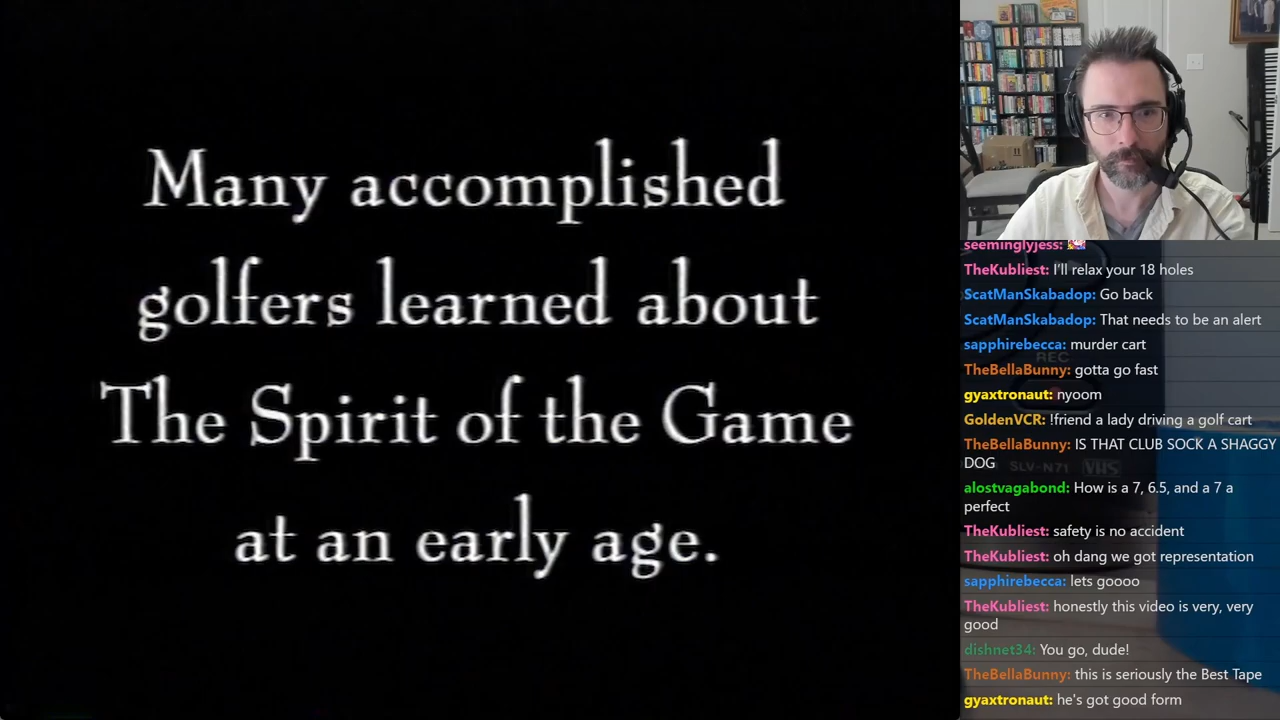 Many accomplished
golfers learned about
The Spirit of the Game
at an early age.
seeminglyjess:
TheKubliest: I'll relax your 18 holes
ScatManSkabadop: Go back
ScatManSkabadop: That needs to be an alert
sapphirebecca: murder cart
REC
TheBellaBunny: gotta go fast
gyaxtronaut: nyoom
GoldenVCR: !friend a lady driving a golf cart
TheBellaBunny: IS THAT CLUB SOCK A SHAGGY
DOG
SLV-N71 VHS
alostvagabond: How is a 7, 6.5, and a 7 a
perfect
TheKubliest: safety is no accident
TheKubliest: oh dang we got representation
sapphirebecca: lets goooo
TheKubliest: honestly this video is very, very
good
dishnet34: You go, dude!
TheBellaBunny: this is seriously the Best Tape
gyaxtronaut: he's got good form